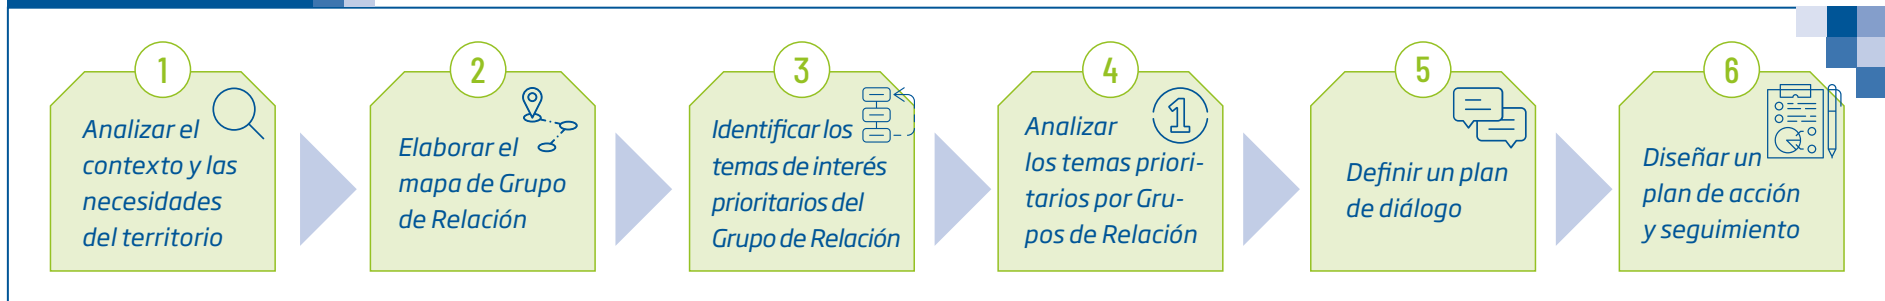 1
Analizar el
contexto y las
necesidades
del territorio
2
Elaborar el
mapa de Grupo
de Relación
3
Identificar los
temas de interés
prioritarios del
Grupo de Relación
4
1
Analizar
los temas priori-
tarios por Gru-
pos de Relación
5
Definir un plan
de diálogo
6
Diseñar un
plan de acción
y seguimiento